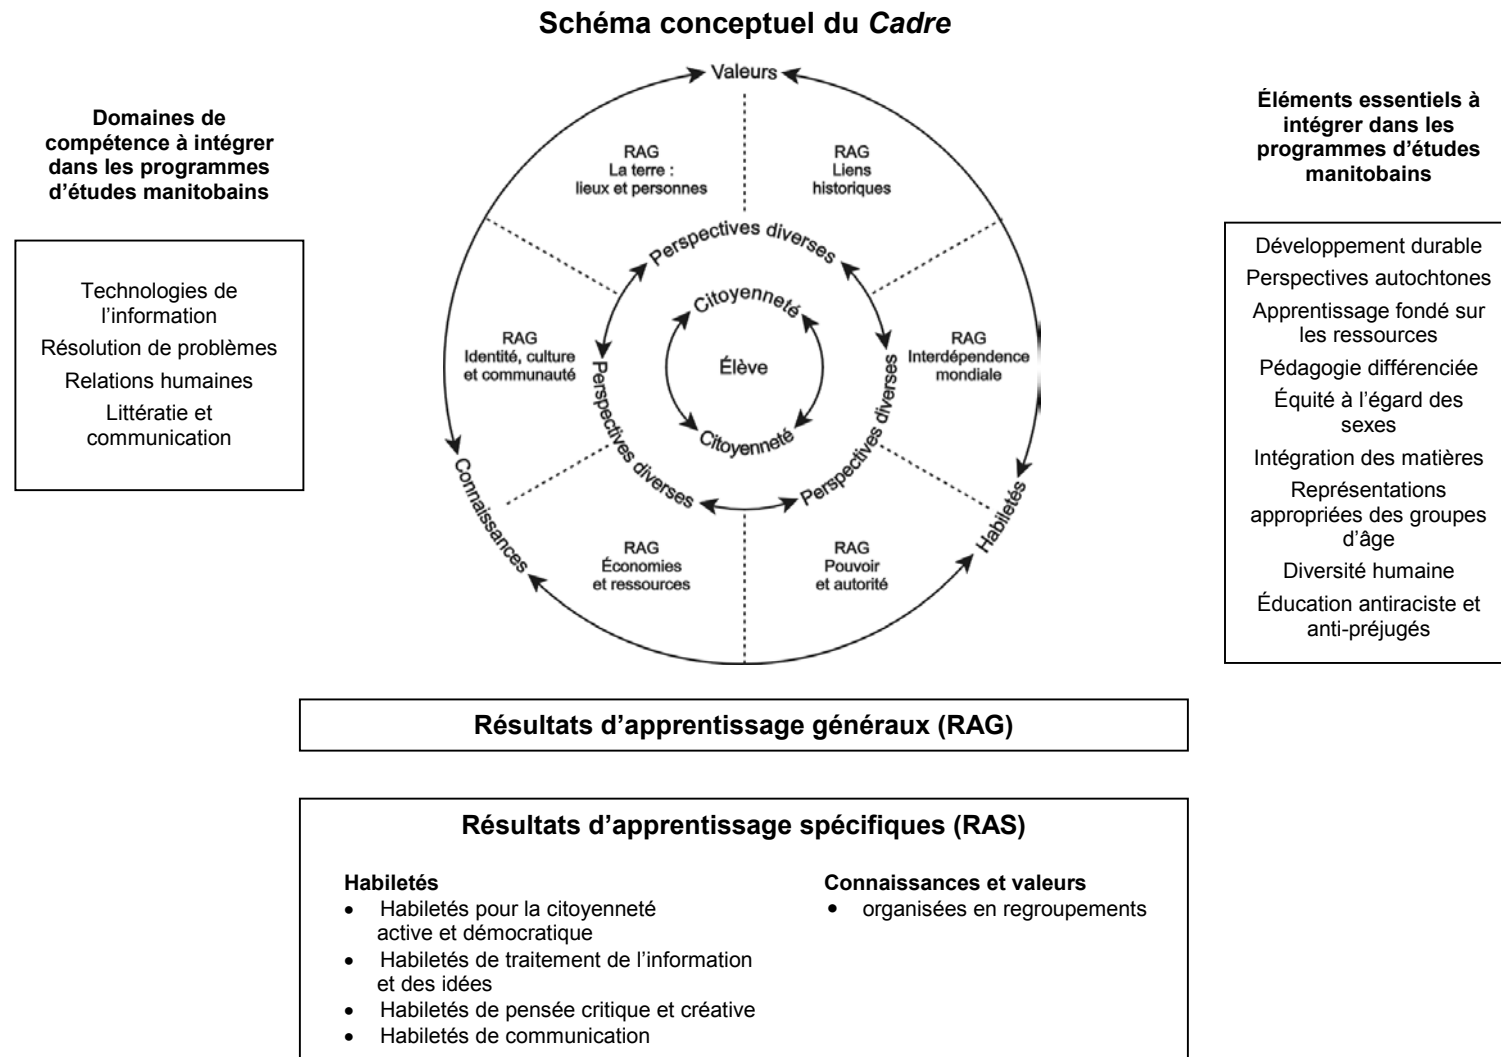 Schéma conceptuel du Cadre
Domaines de
compétence à intégrer
dans les programmes
d'études manitobains
Technologies de
l'information
Résolution de problèmes
Relations humaines
Littératie et
communication
Valeurs
RAG
La terre :
lieux et personnes
RAG
Liens
historiques
Perspectives diverses
Citoyenneté
RAG
Identité, culture
et communauté
Élève
RAG
Interdépendence
mondiale
Perspectives diverses
Perspectives diverses
Citoyenneté
Connaissances
Habiletés
RAG
Économies
et ressources
RAG
Pouvoir
et autorité
Éléments essentiels à
intégrer dans les
programmes d'études
manitobains
Développement durable
Perspectives autochtones
Apprentissage fondé sur
les ressources
Pédagogie différenciée
Équité à l'égard des
sexes
Intégration des matières
Représentations
appropriées des groupes
d'âge
Diversité humaine
Éducation antiraciste et
anti-préjugés
Résultats d'apprentissage généraux (RAG)
Résultats d'apprentissage spécifiques (RAS)
Habiletés
• Habiletés pour la citoyenneté
active et démocratique
• Habiletés de traitement de l'information
et des idées
• Habiletés de pensée critique et créative
• Habiletés de communication
Connaissances et valeurs
• organisées en regroupements